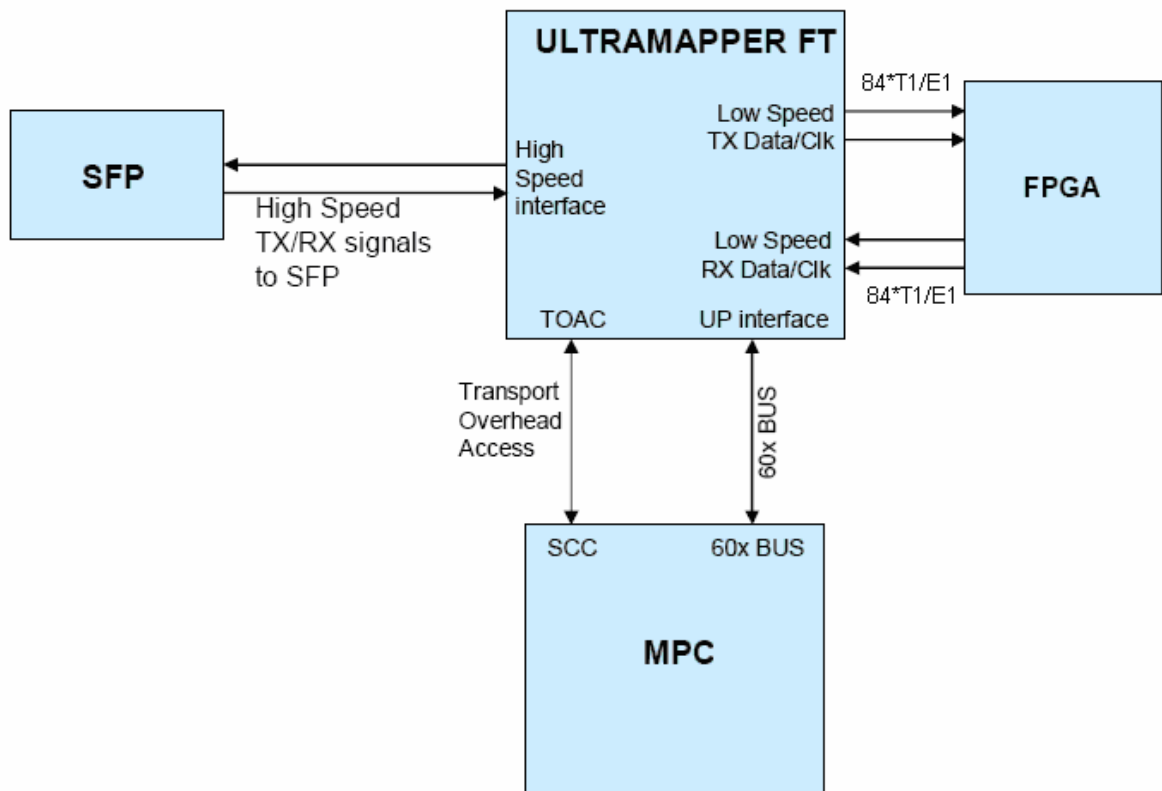 ULTRAMAPPER FT
84*T1/E1
Low Speed
TX Data/Clk
SFP
High
Speed
interface
FPGA
High Speed
TX/RX signals
to SFP
Low Speed
RX Data/Clk
84*T1/E1
TOAC
UP interface
Transport
Overhead
Access
60x BUS
SCC
60x BUS
MPC